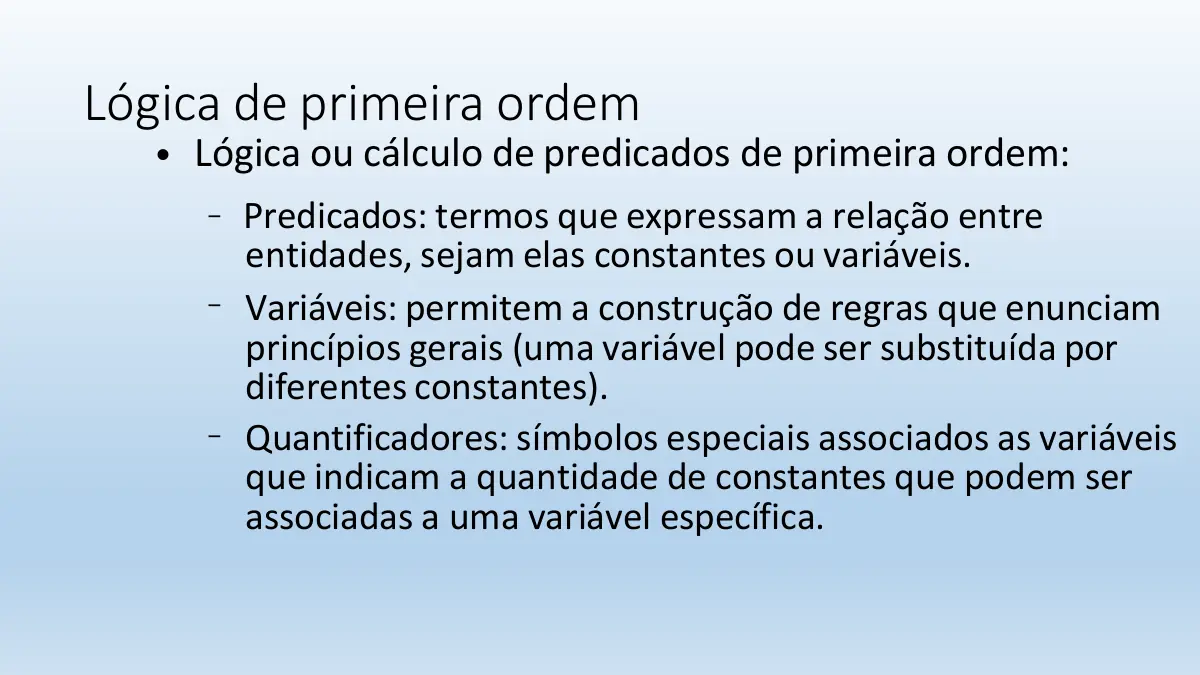 Lógica de primeira ordem
• Lógica ou cálculo de predicados de primeira ordem:
– Predicados: termos que expressam a relação entre
entidades, sejam elas constantes ou variáveis.
– Variáveis: permitem a construção de regras que enunciam
princípios gerais (uma variável pode ser substituída por
diferentes constantes).
– Quantificadores: símbolos especiais associados as variáveis
que indicam a quantidade de constantes que podem ser
associadas a uma variável específica.